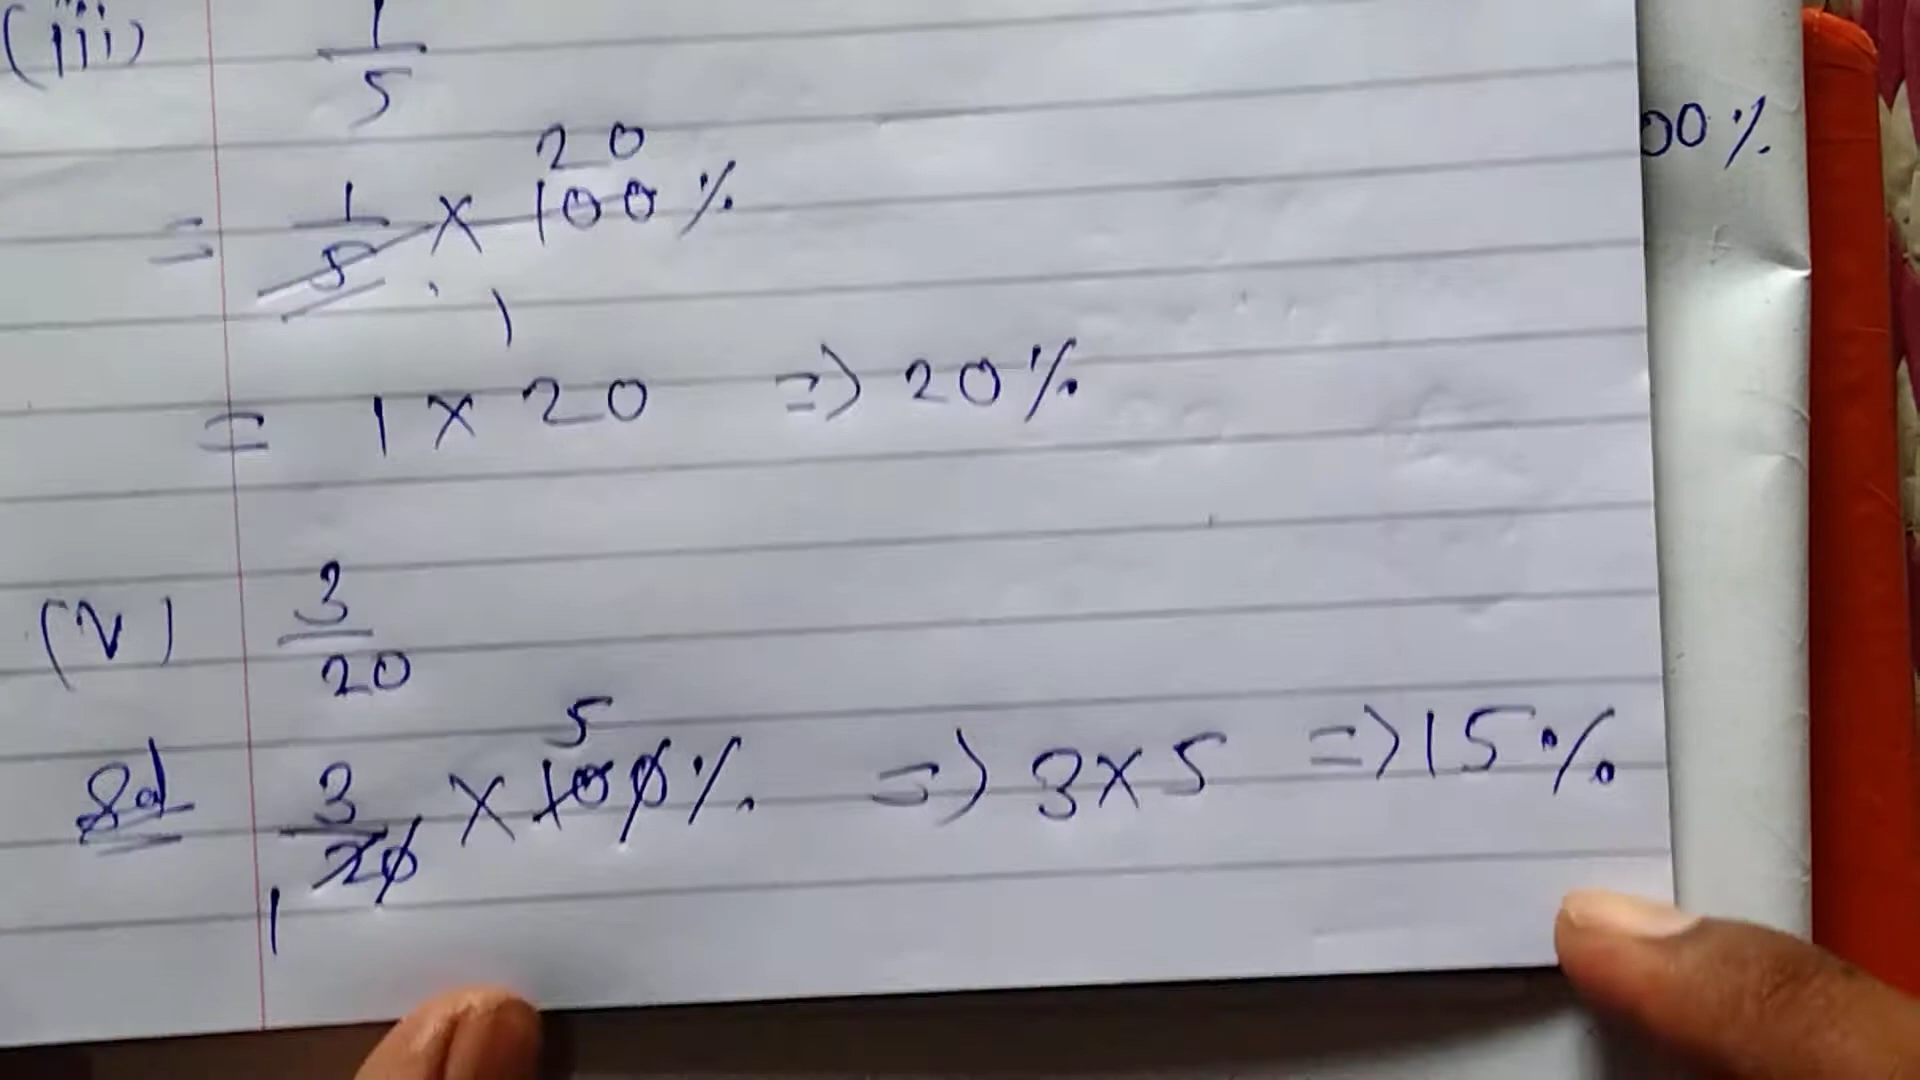 (iii) 1/5
20
= 1/5 × 100%
1
= 1 × 20 => 20%
00%
(V) 3/20
5
Sol 3/20 × 100% => 3×5 => 15%
1